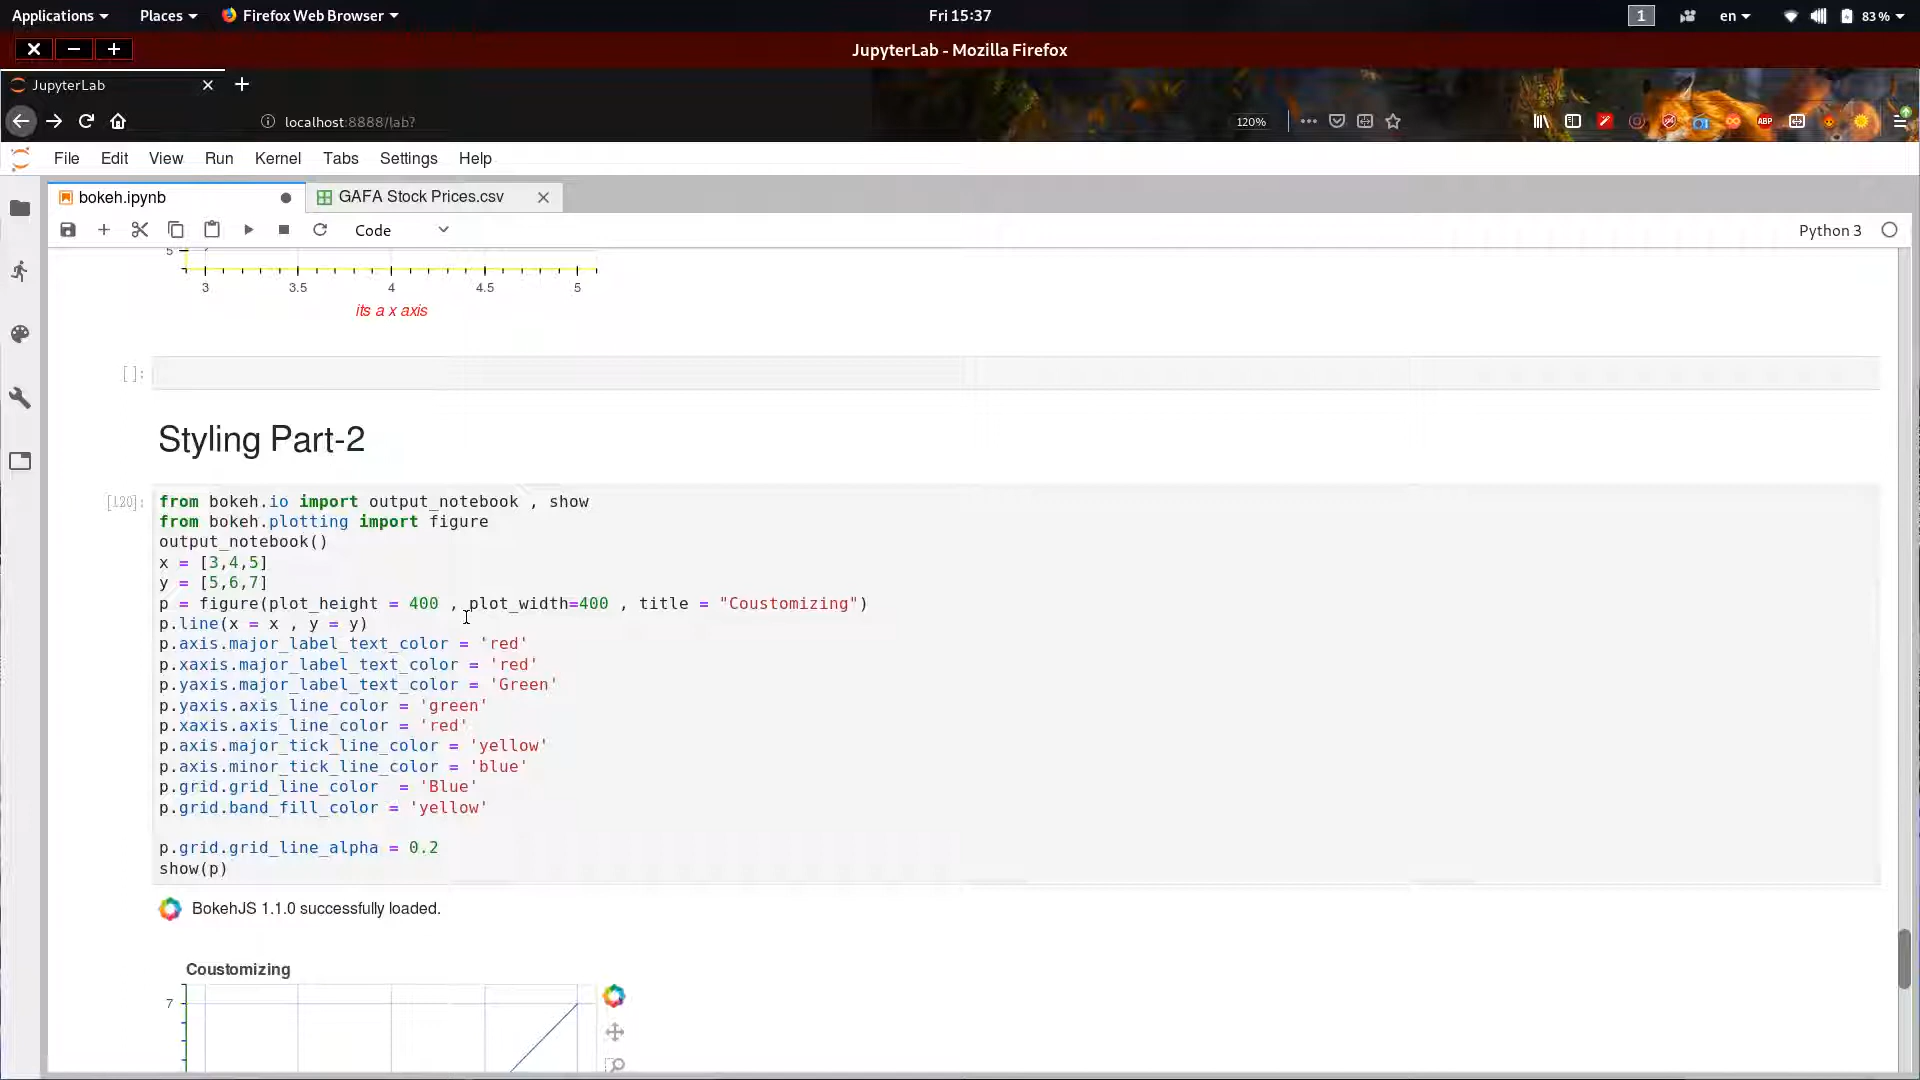 Applications Places Firefox Web Browser Fri 15:37 1 en 83 %
JupyterLab - Mozilla Firefox
JupyterLab
localhost:8888/lab? 120% ABP
File Edit View Run Kernel Tabs Settings Help
bokeh.ipynb GAFA Stock Prices.csv
Code Python 3
5
3 3.5 4 4.5 5
its a x axis
[ ]:
Styling Part-2
[120]: from bokeh.io import output_notebook , show
from bokeh.plotting import figure
output_notebook()
x = [3,4,5]
y = [5,6,7]
p = figure(plot_height = 400 , plot_width=400 , title = "Coustomizing")
p.line(x = x , y = y)
p.axis.major_label_text_color = 'red'
p.xaxis.major_label_text_color = 'red'
p.yaxis.major_label_text_color = 'Green'
p.yaxis.axis_line_color = 'green'
p.xaxis.axis_line_color = 'red'
p.axis.major_tick_line_color = 'yellow'
p.axis.minor_tick_line_color = 'blue'
p.grid.grid_line_color  = 'Blue'
p.grid.band_fill_color = 'yellow'
p.grid.grid_line_alpha = 0.2
show(p)
BokehJS 1.1.0 successfully loaded.
Coustomizing
7